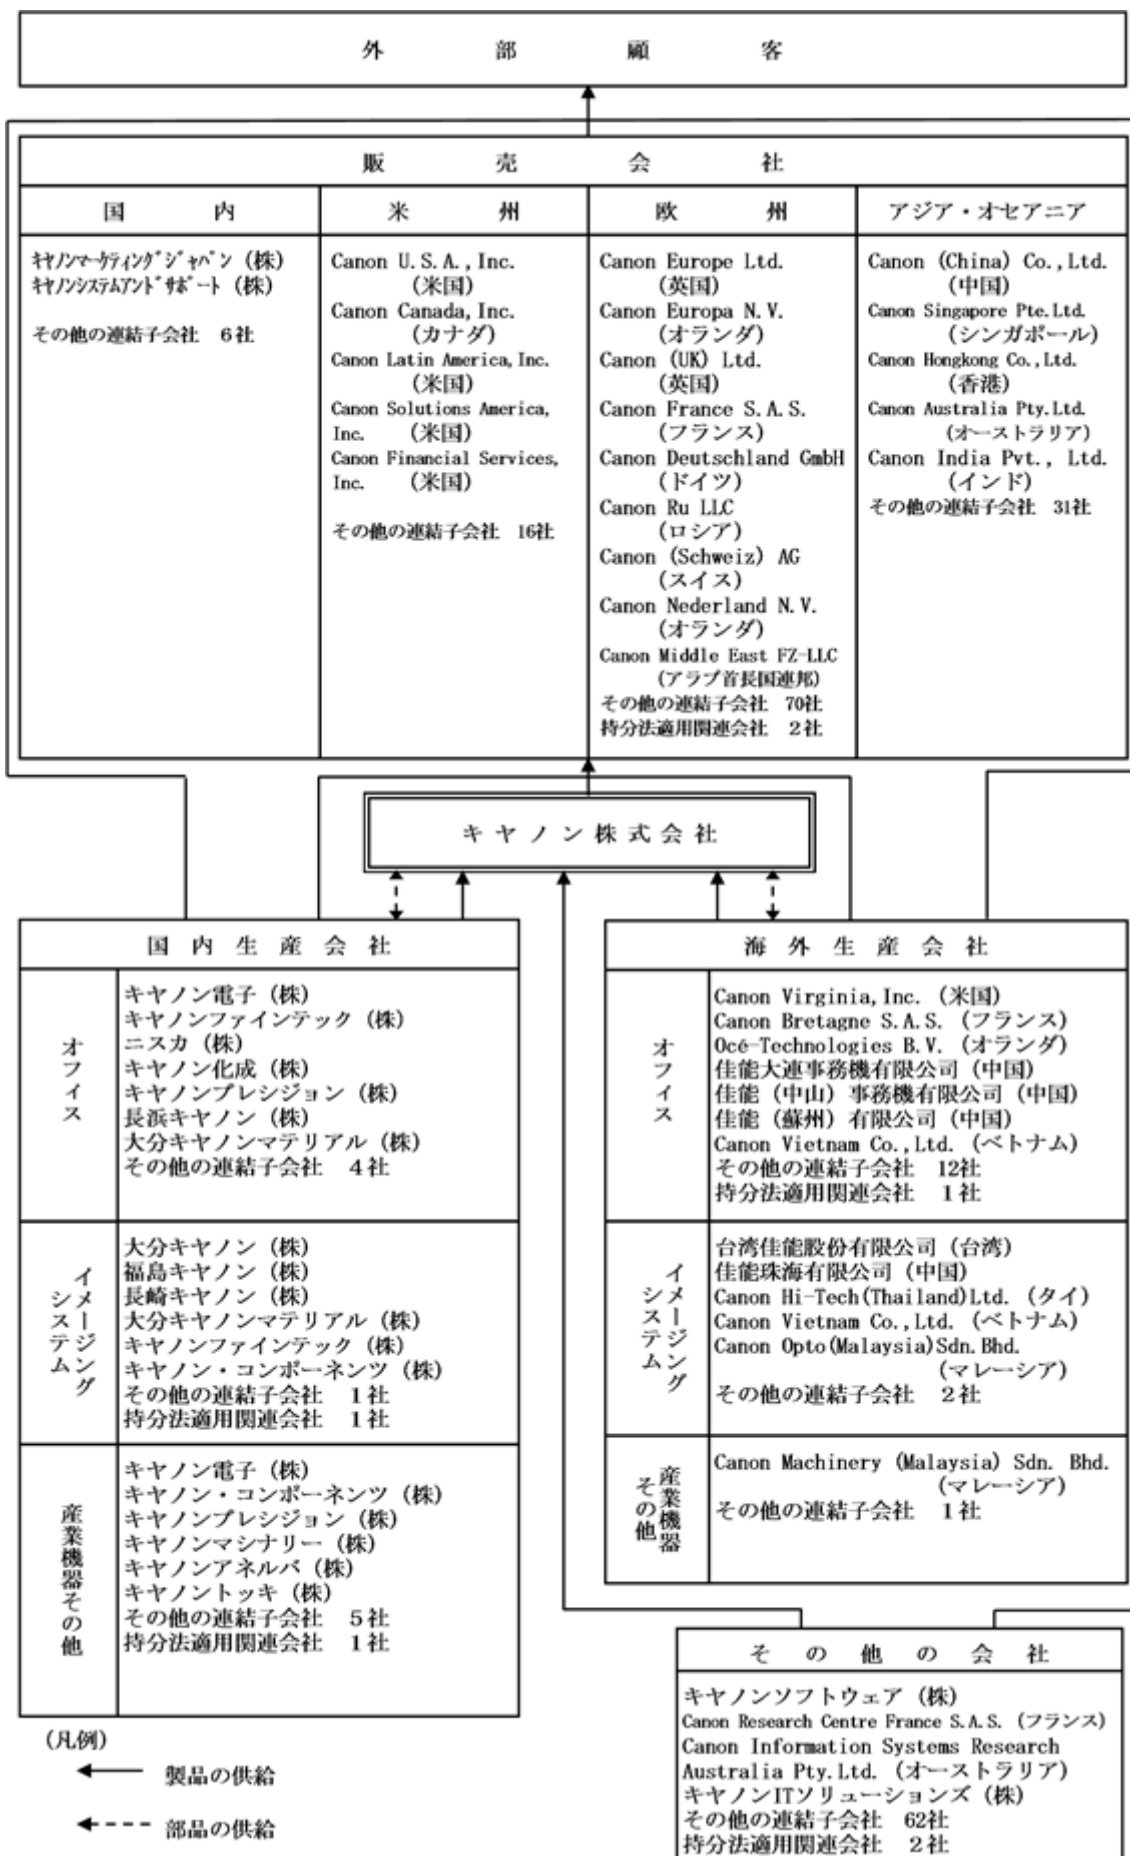 外部顧客
販売会社
国内
キヤノンマーケティングジャパン（株）
キヤノンシステムアンドサポート（株）
その他の連結子会社 6社
米州
Canon U.S.A.,Inc.
（米国）
Canon Canada,Inc.
（カナダ）
Canon Latin America,Inc.
（米国）
Canon Solutions America,
Inc. （米国）
Canon Financial Services,
Inc. （米国）
その他の連結子会社 16社
欧州
Canon Europe Ltd.
（英国）
Canon Europa N.V.
（オランダ）
Canon (UK) Ltd.
（英国）
Canon France S.A.S.
（フランス）
Canon Deutschland GmbH
（ドイツ）
Canon Ru LLC
（ロシア）
Canon (Schweiz) AG
（スイス）
Canon Nederland N.V.
（オランダ）
Canon Middle East FZ-LLC
（アラブ首長国連邦）
その他の連結子会社 70社
持分法適用関連会社 2社
アジア・オセアニア
Canon (China) Co.,Ltd.
（中国）
Canon Singapore Pte.Ltd.
（シンガポール）
Canon Hongkong Co.,Ltd.
（香港）
Canon Australia Pty.Ltd.
（オーストラリア）
Canon India Pvt., Ltd.
（インド）
その他の連結子会社 31社
キヤノン株式会社
国内生産会社
オフィス
キヤノン電子（株）
キヤノンファインテック（株）
ニスカ（株）
キヤノン化成（株）
キヤノンプレシジョン（株）
長浜キヤノン（株）
大分キヤノンマテリアル（株）
その他の連結子会社 4社
イメージング
システム
大分キヤノン（株）
福島キヤノン（株）
長崎キヤノン（株）
大分キヤノンマテリアル（株）
キヤノンファインテック（株）
キヤノン・コンポーネンツ（株）
その他の連結子会社 1社
持分法適用関連会社 1社
産業機器その他
キヤノン電子（株）
キヤノン・コンポーネンツ（株）
キヤノンプレシジョン（株）
キヤノンマシナリー（株）
キヤノンアネルバ（株）
キヤノントッキ（株）
その他の連結子会社 5社
持分法適用関連会社 1社
海外生産会社
オフィス
Canon Virginia,Inc.（米国）
Canon Bretagne S.A.S.（フランス）
Océ-Technologies B.V.（オランダ）
佳能大連事務機有限公司（中国）
佳能（中山）事務機有限公司（中国）
佳能（蘇州）有限公司（中国）
Canon Vietnam Co.,Ltd.（ベトナム）
その他の連結子会社 12社
持分法適用関連会社 1社
イメージング
システム
台湾佳能股份有限公司（台湾）
佳能珠海有限公司（中国）
Canon Hi-Tech(Thailand)Ltd.（タイ）
Canon Vietnam Co.,Ltd.（ベトナム）
Canon Opto(Malaysia)Sdn.Bhd.
（マレーシア）
その他の連結子会社 2社
産業機器
その他
Canon Machinery (Malaysia) Sdn. Bhd.
（マレーシア）
その他の連結子会社 1社
その他の会社
キヤノンソフトウェア（株）
Canon Research Centre France S.A.S.（フランス）
Canon Information Systems Research
Australia Pty.Ltd.（オーストラリア）
キヤノンITソリューションズ（株）
その他の連結子会社 62社
持分法適用関連会社 2社
（凡例）
製品の供給
部品の供給